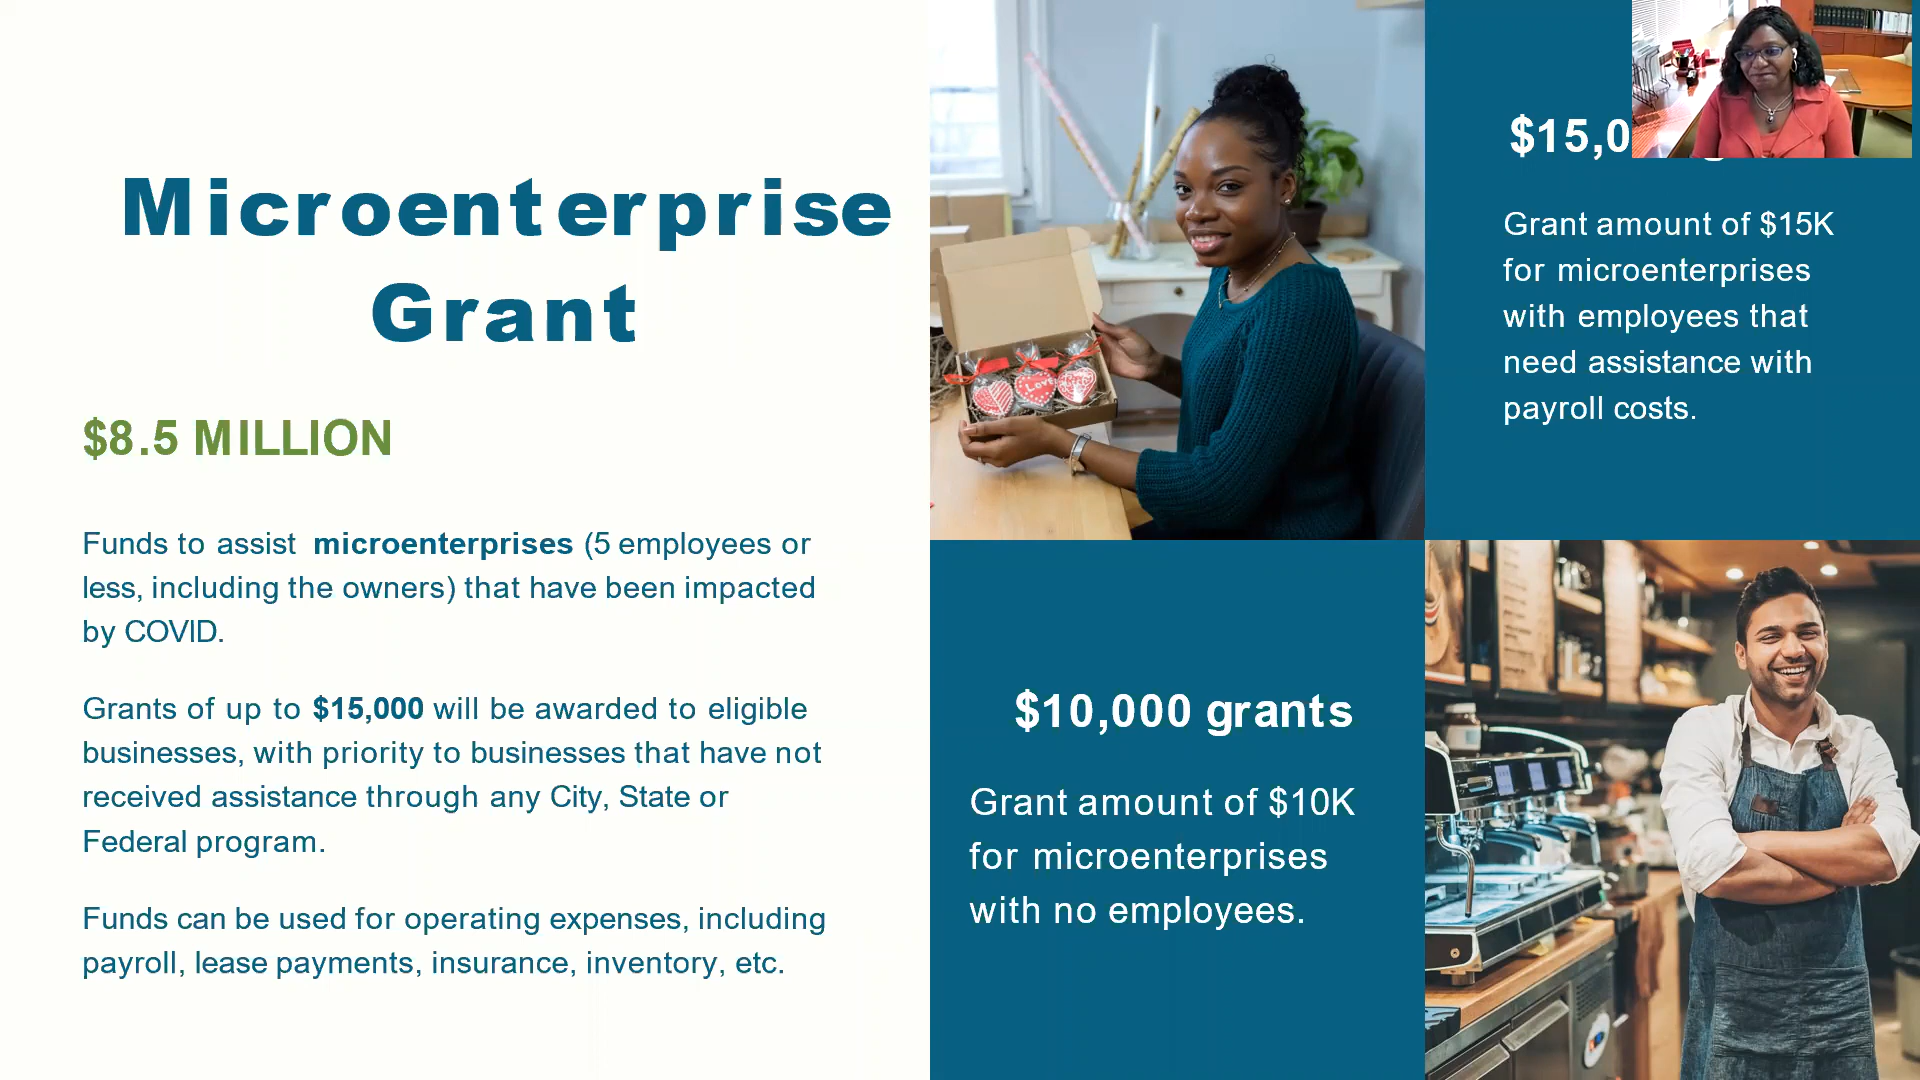 Microenterprise
Grant
$8.5 MILLION
Funds to assist microenterprises (5 employees or
less, including the owners) that have been impacted
by COVID.
Grants of up to $15,000 will be awarded to eligible
businesses, with priority to businesses that have not
received assistance through any City, State or
Federal program.
Funds can be used for operating expenses, including
payroll, lease payments, insurance, inventory, etc.
Love
$15,0
Grant amount of $15K
for microenterprises
with employees that
need assistance with
payroll costs.
$10,000 grants
Grant amount of $10K
for microenterprises
with no employees.